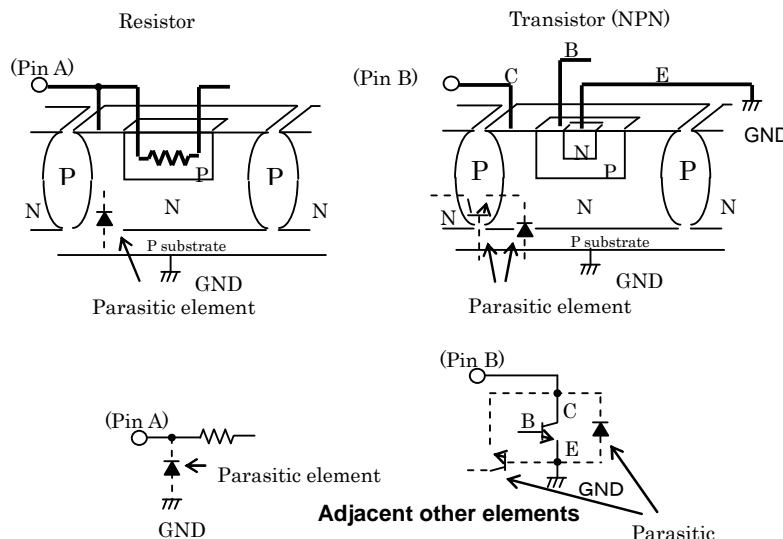 Resistor
Transistor (NPN)
(Pin A)
(Pin B)
B
C
E
GND
P
P
P
N
N
N
P substrate
GND
Parasitic element
P
P
N
P
N
N
N
P substrate
GND
Parasitic element
(Pin A)
Parasitic element
GND
(Pin B)
B
C
E
GND
Adjacent other elements
Parasitic